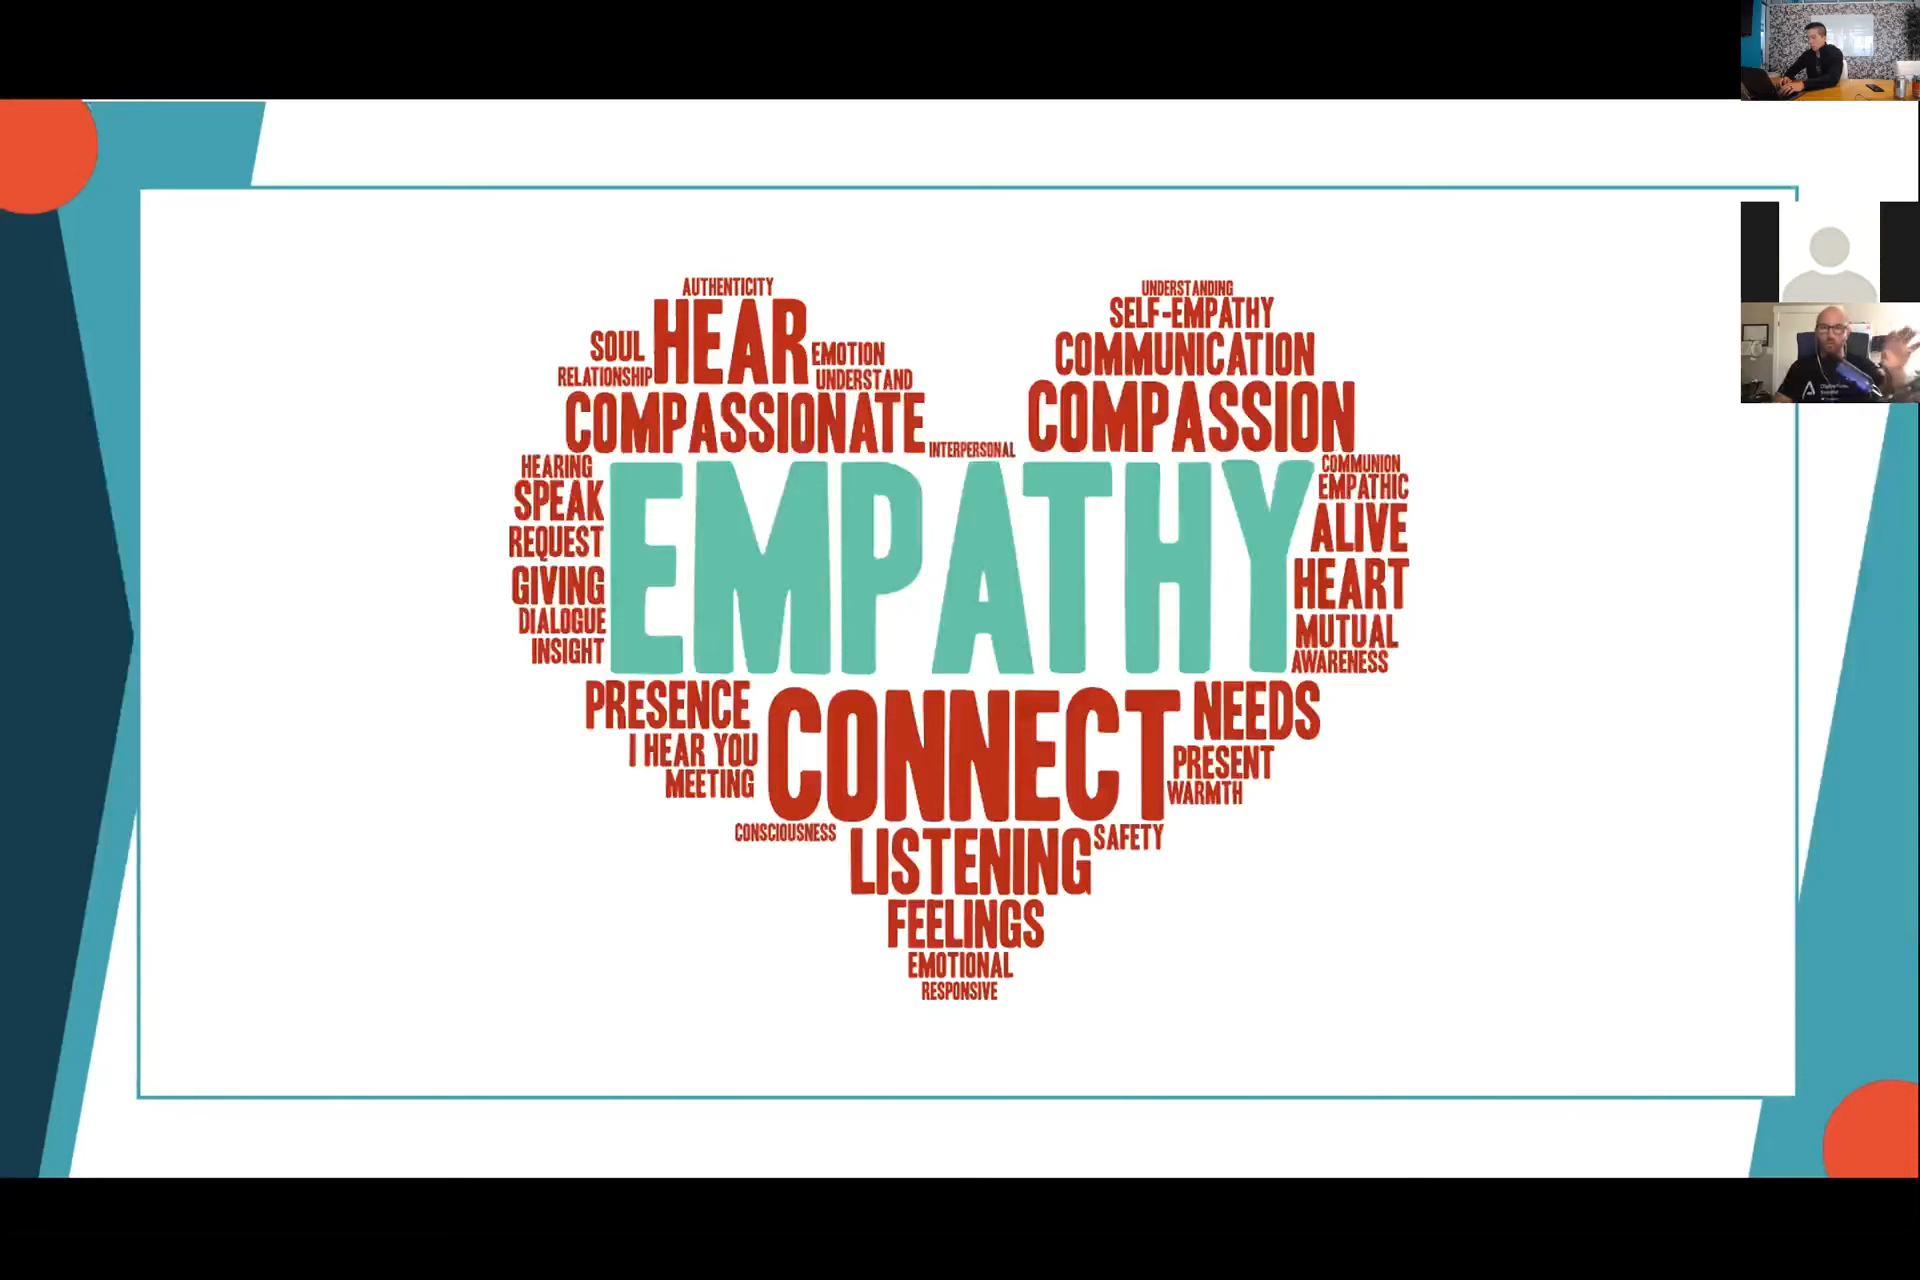 AUTHENTICITY
HEAR
SOUL
EMOTION
RELATIONSHIP
UNDERSTAND
COMPASSIONATE
INTERPERSONAL
UNDERSTANDING
SELF-EMPATHY
COMMUNICATION
COMPASSION
HEARING
SPEAK
REQUEST
GIVING
DIALOGUE
INSIGHT
EMPATHY
COMMUNION
EMPATHIC
ALIVE
HEART
MUTUAL
AWARENESS
PRESENCE
I HEAR YOU
MEETING
CONNECT
NEEDS
PRESENT
WARMTH
CONSCIOUSNESS
LISTENING
SAFETY
FEELINGS
EMOTIONAL
RESPONSIVE